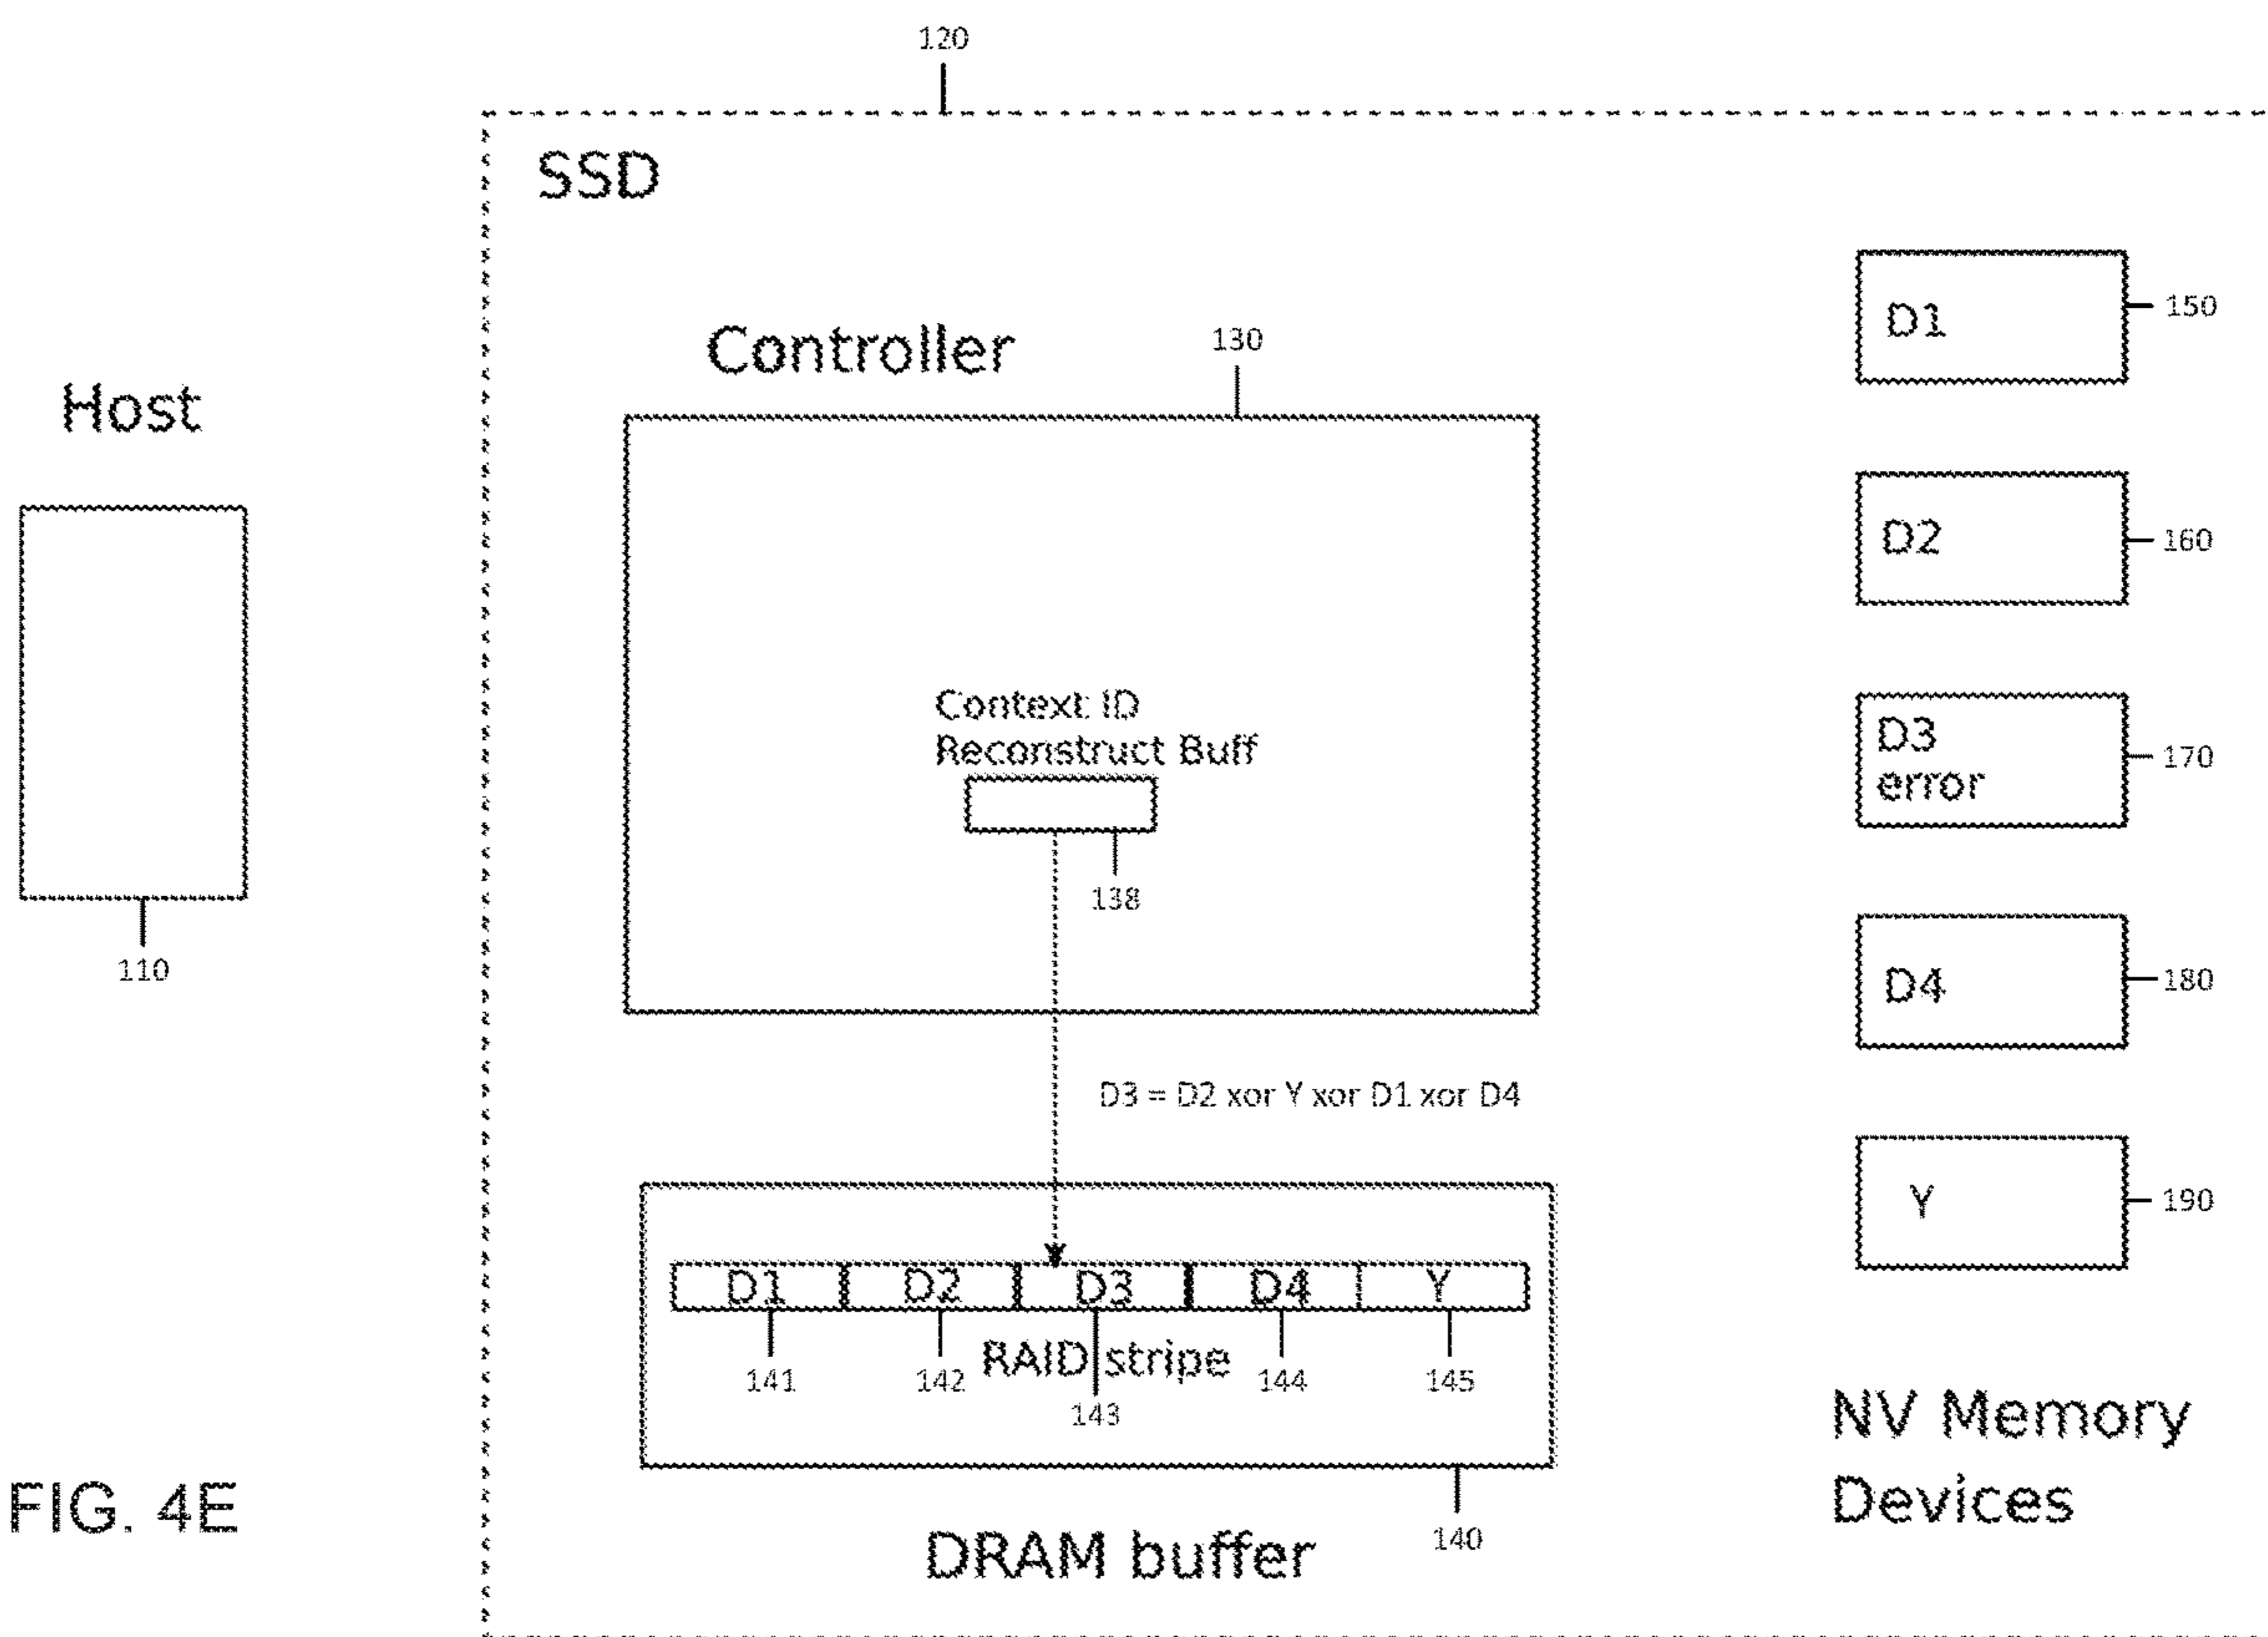 120
SSD
Controller
130
Host
110
Context ID
Reconstruct Buff
138
D3 = D2 xor Y xor D1 xor D4
D1
D2
D3
D4
Y
RAID stripe
141
142
143
144
145
140
DRAM buffer
D1
150
D2
160
D3
error
170
D4
180
Y
190
NV Memory
Devices
FIG. 4E